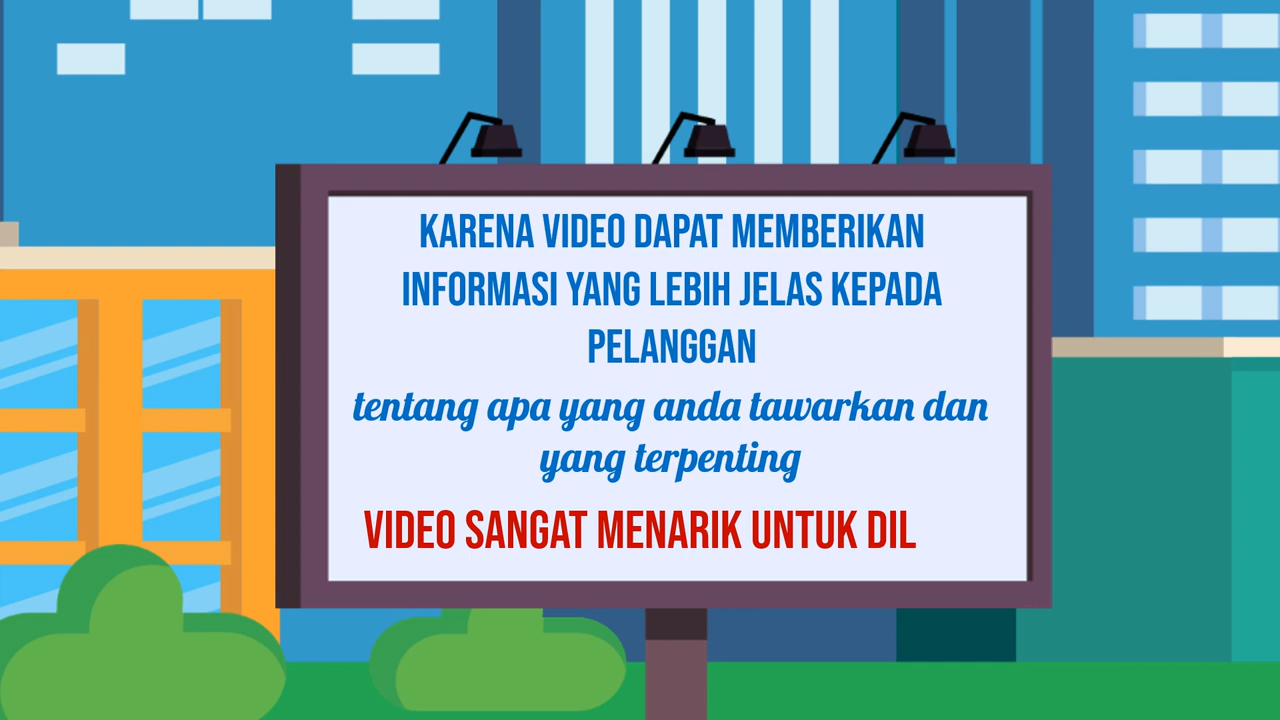 KARENA VIDEO DAPAT MEMBERIKAN
INFORMASI YANG LEBIH JELAS KEPADA
PELANGGAN
tentang apa yang anda tawarkan dan
yang terpenting
VIDEO SANGAT MENARIK UNTUK DIL